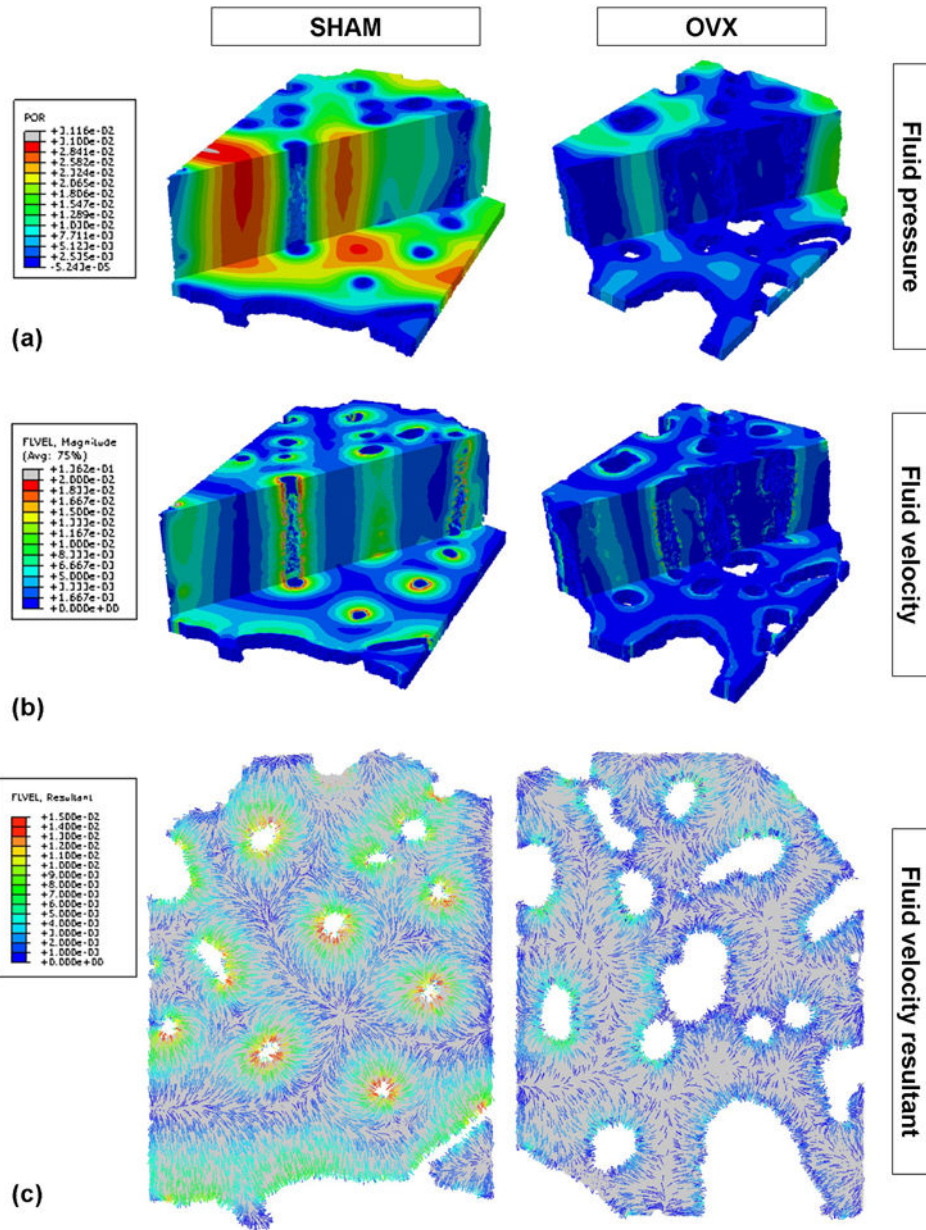 SHAM
OVX
POR
+3.116e-02
+3.100e-02
+2.841e-02
+2.582e-02
+2.324e-02
+2.065e-02
+1.806e-02
+1.547e-02
+1.289e-02
+1.030e-02
+7.711e-03
+5.123e-03
+2.535e-03
-5.243e-05
Fluid pressure
(a)
FLVEL, Magnitude
(Avg: 75%)
+1.362e-01
+2.000e-02
+1.833e-02
+1.667e-02
+1.500e-02
+1.333e-02
+1.167e-02
+1.000e-02
+8.333e-03
+6.667e-03
+5.000e-03
+3.333e-03
+1.667e-03
+0.000e+00
Fluid velocity
(b)
FLVEL, Resultant
+1.500e-02
+1.400e-02
+1.300e-02
+1.200e-02
+1.100e-02
+1.000e-02
+9.000e-03
+8.000e-03
+7.000e-03
+6.000e-03
+5.000e-03
+4.000e-03
+3.000e-03
+2.000e-03
+1.000e-03
+0.000e+00
Fluid velocity resultant
(c)